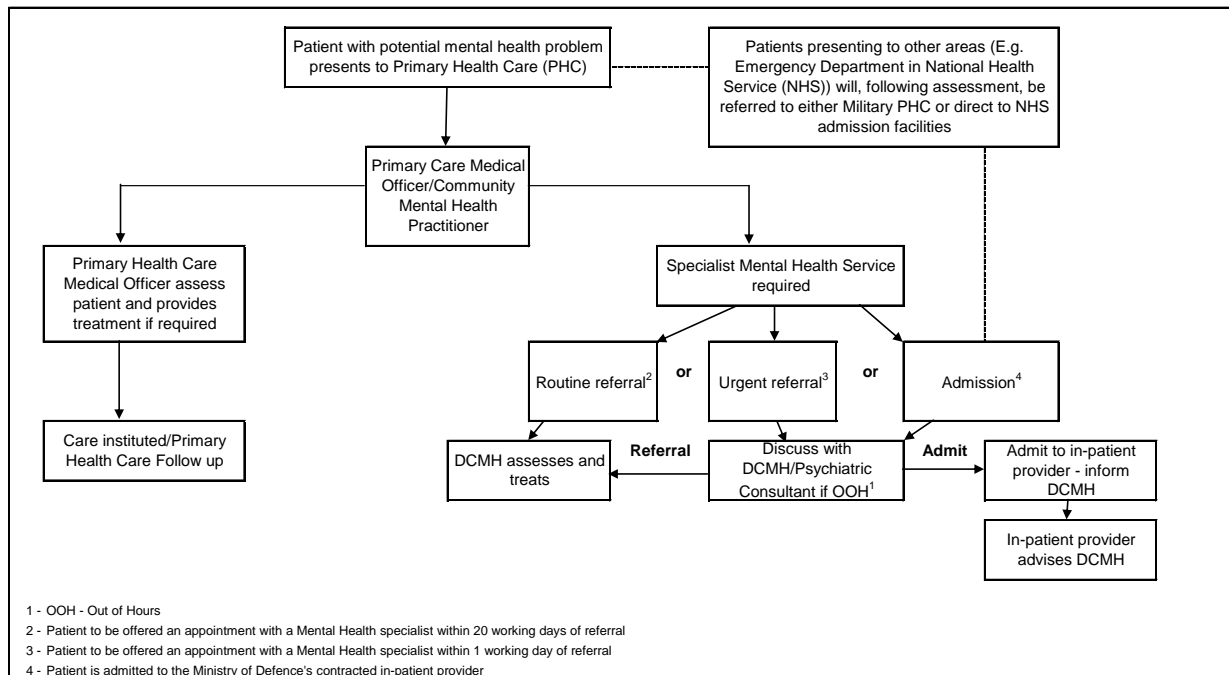 Patient with potential mental health problem
presents to Primary Health Care (PHC)
Patients presenting to other areas (E.g.
Emergency Department in National Health
Service (NHS)) will, following assessment, be
referred to either Military PHC or direct to NHS
admission facilities
Primary Care Medical
Officer/Community
Mental Health
Practitioner
Primary Health Care
Medical Officer assess
patient and provides
treatment if required
Specialist Mental Health Service
required
Routine referral²
or
Urgent referral³
or
Admission⁴
Care instituted/Primary
Health Care Follow up
DCMH assesses and
treats
Referral
Discuss with
DCMH/Psychiatric
Consultant if OOH¹
Admit
Admit to in-patient
provider - inform
DCMH
In-patient provider
advises DCMH
1 - OOH - Out of Hours
2 - Patient to be offered an appointment with a Mental Health specialist within 20 working days of referral
3 - Patient to be offered an appointment with a Mental Health specialist within 1 working day of referral
4 - Patient is admitted to the Ministry of Defence's contracted in-patient provider